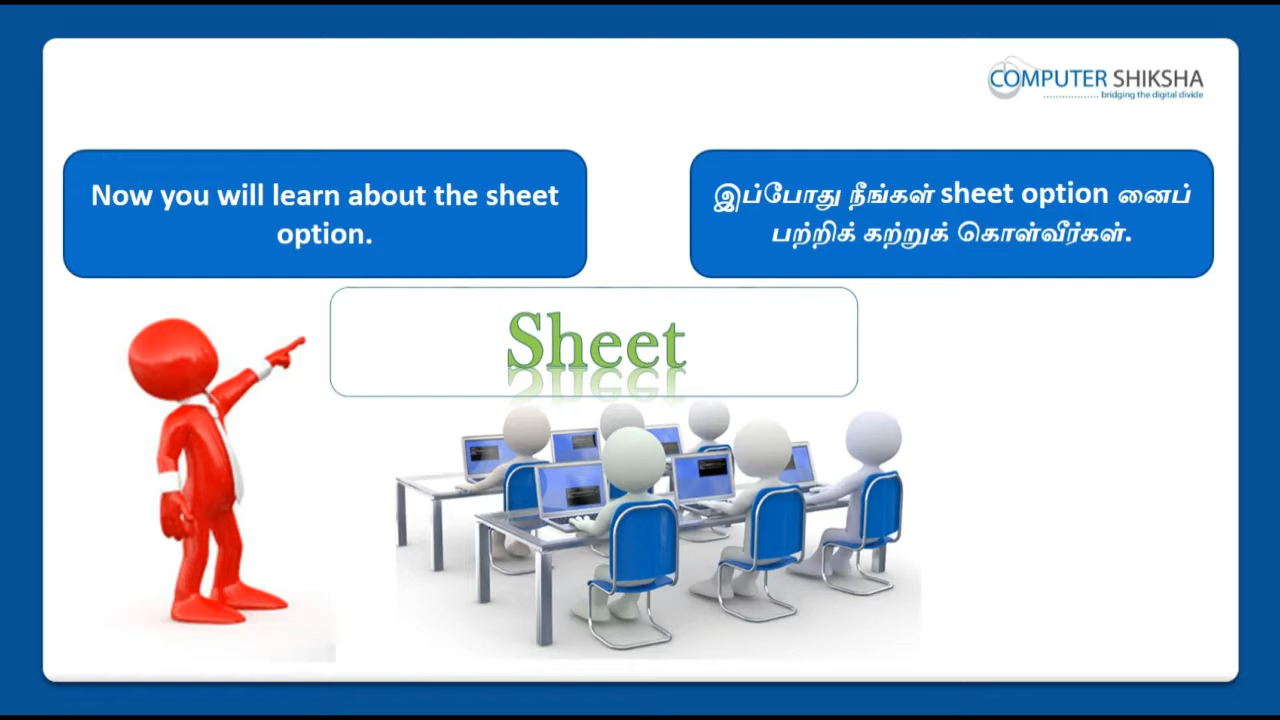 COMPUTER SHIKSHA
bridging the digital divide
Now you will learn about the sheet
option.
இப்போது நீங்கள் sheet option னைப்
பற்றிக் கற்றுக் கொள்வீர்கள்.
Sheet